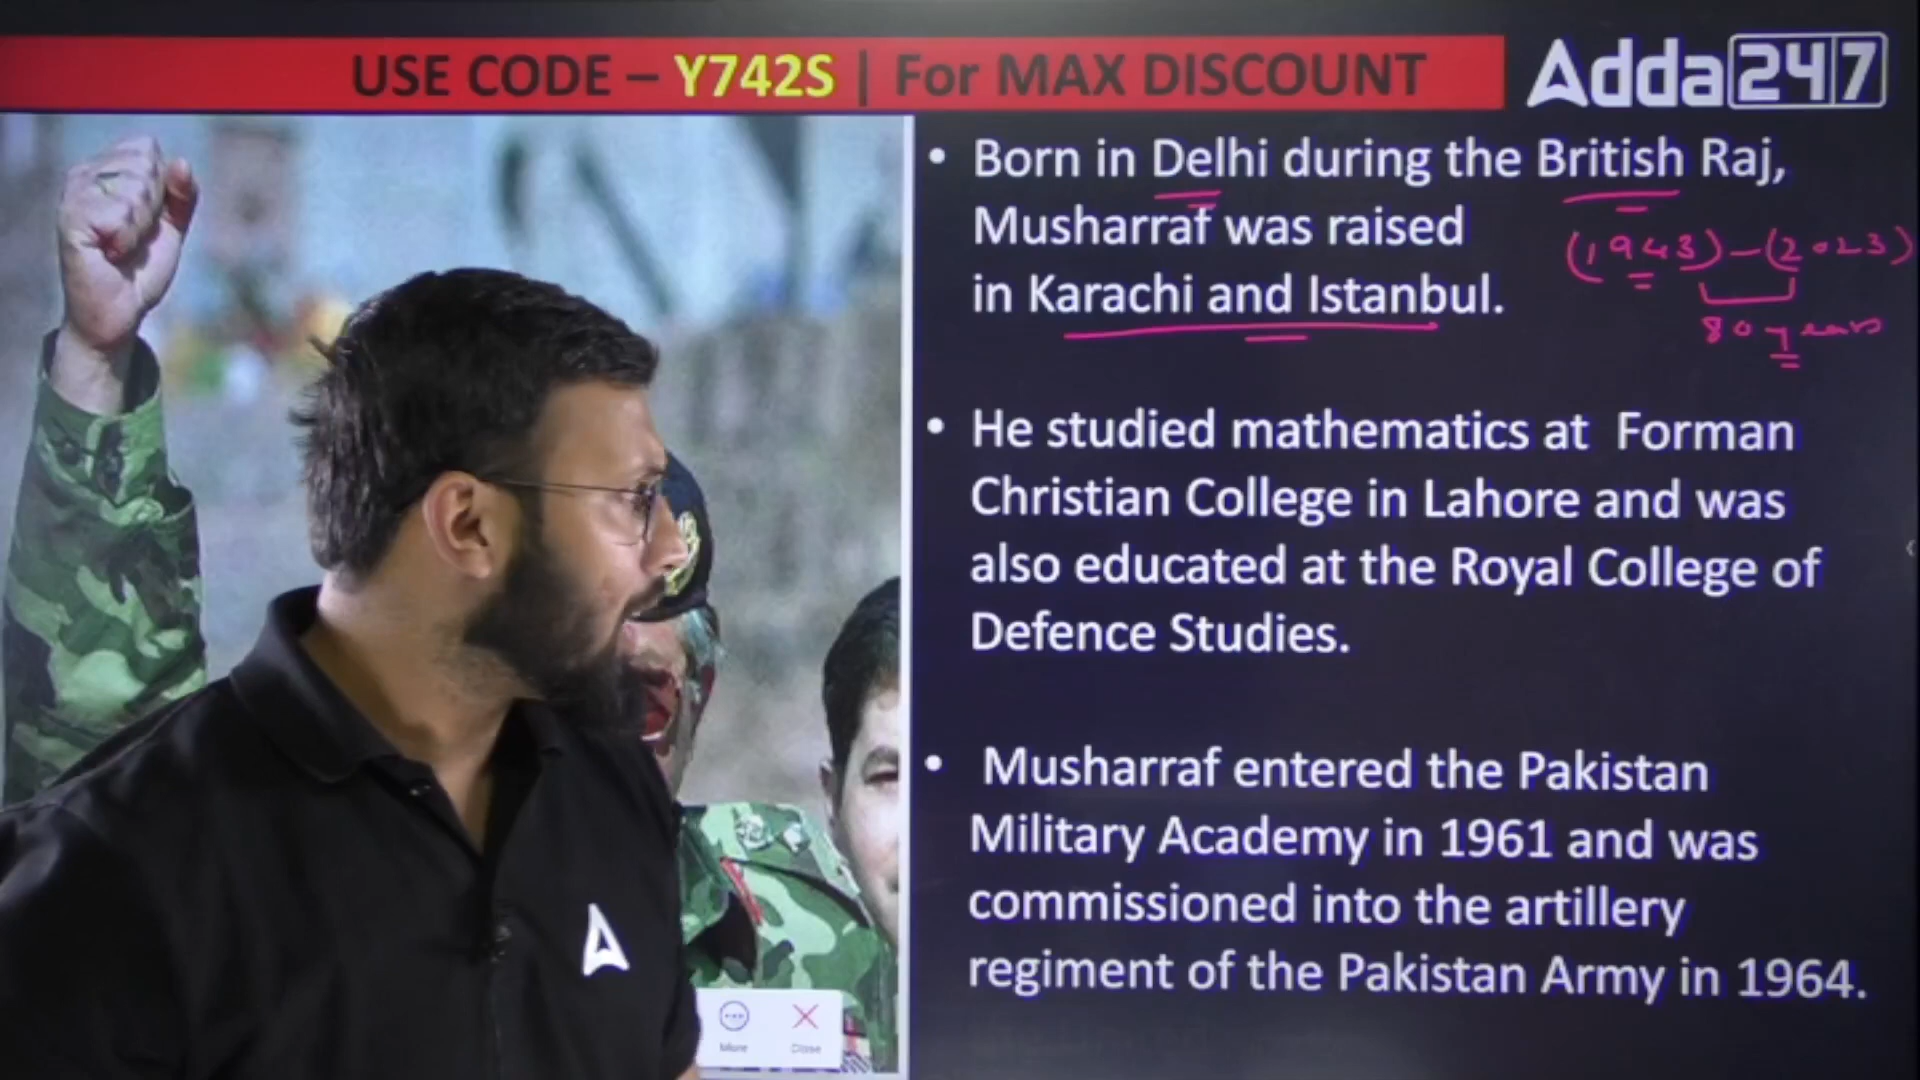 USE CODE – Y742S | For MAX DISCOUNT
Adda247
• Born in Delhi during the British Raj,
Musharraf was raised
in Karachi and Istanbul.
(1943) – (2023)
80 years
• He studied mathematics at Forman
Christian College in Lahore and was
also educated at the Royal College of
Defence Studies.
• Musharraf entered the Pakistan
Military Academy in 1961 and was
commissioned into the artillery
regiment of the Pakistan Army in 1964.
More
Close